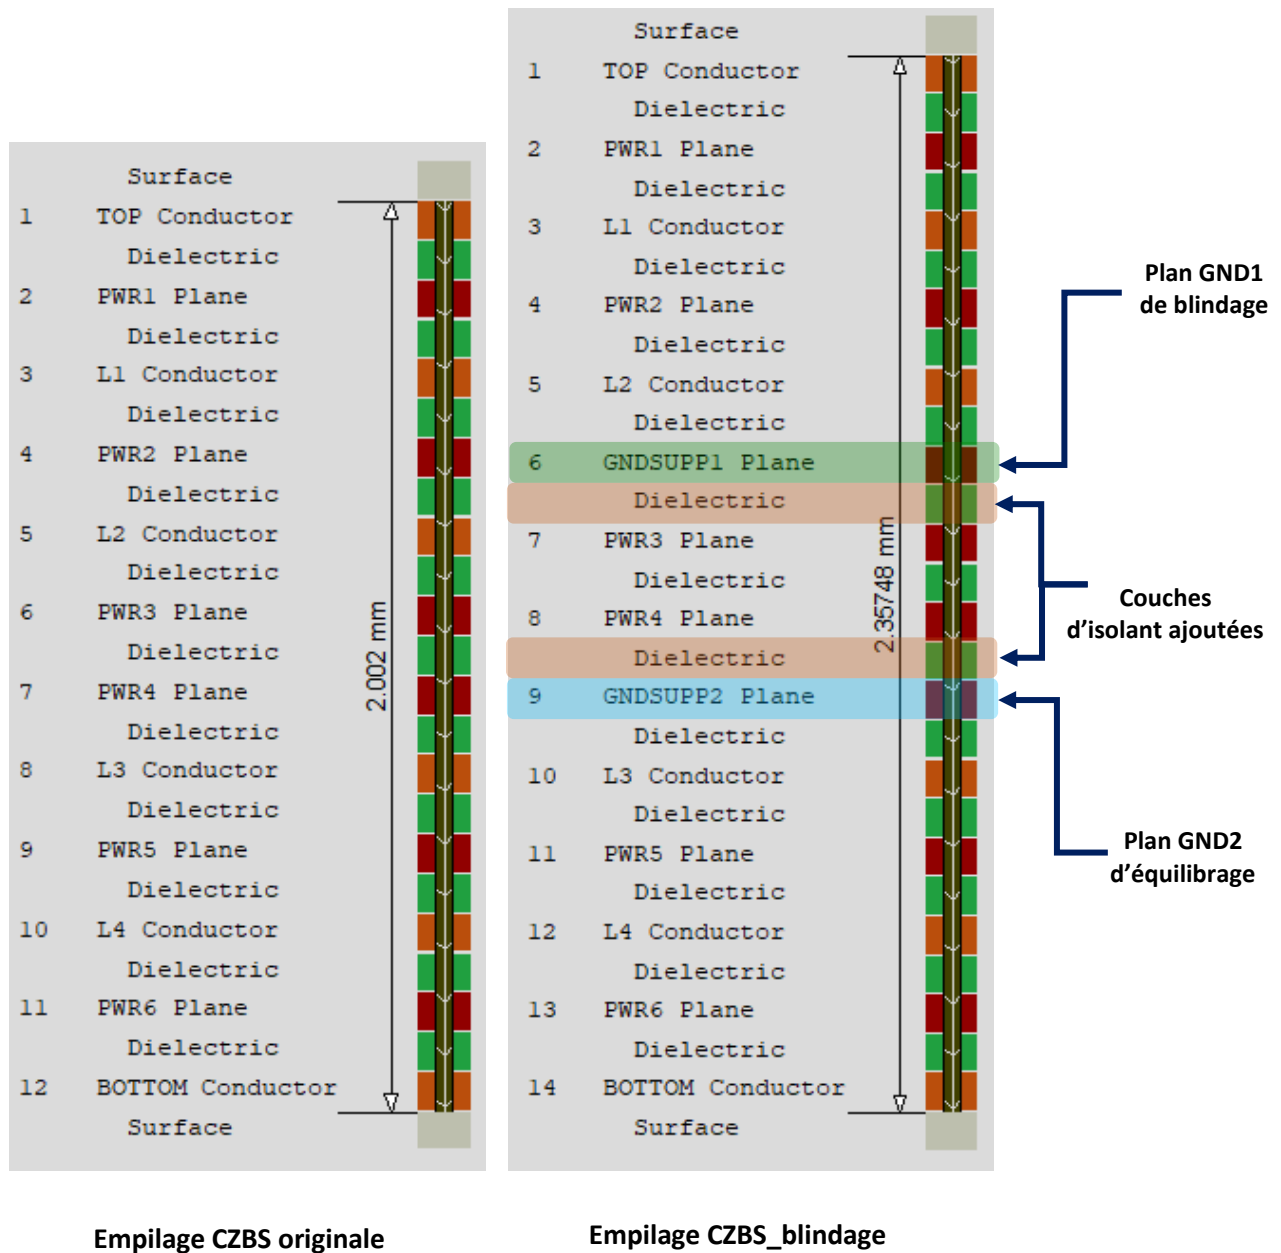 Surface
1 TOP Conductor
Dielectric
2 PWR1 Plane
Dielectric
3 L1 Conductor
Dielectric
4 PWR2 Plane
Dielectric
5 L2 Conductor
Dielectric
6 PWR3 Plane
Dielectric
7 PWR4 Plane
Dielectric
8 L3 Conductor
Dielectric
9 PWR5 Plane
Dielectric
10 L4 Conductor
Dielectric
11 PWR6 Plane
Dielectric
12 BOTTOM Conductor
Surface
2.002 mm
Empilage CZBS originale
Surface
1 TOP Conductor
Dielectric
2 PWR1 Plane
Dielectric
3 L1 Conductor
Dielectric
4 PWR2 Plane
Dielectric
5 L2 Conductor
Dielectric
6 GNDSUPP1 Plane
Dielectric
7 PWR3 Plane
Dielectric
8 PWR4 Plane
Dielectric
9 GNDSUPP2 Plane
Dielectric
10 L3 Conductor
Dielectric
11 PWR5 Plane
Dielectric
12 L4 Conductor
Dielectric
13 PWR6 Plane
Dielectric
14 BOTTOM Conductor
Surface
2.35748 mm
Empilage CZBS_blindage
Plan GND1
de blindage
Couches
d'isolant ajoutées
Plan GND2
d'équilibrage